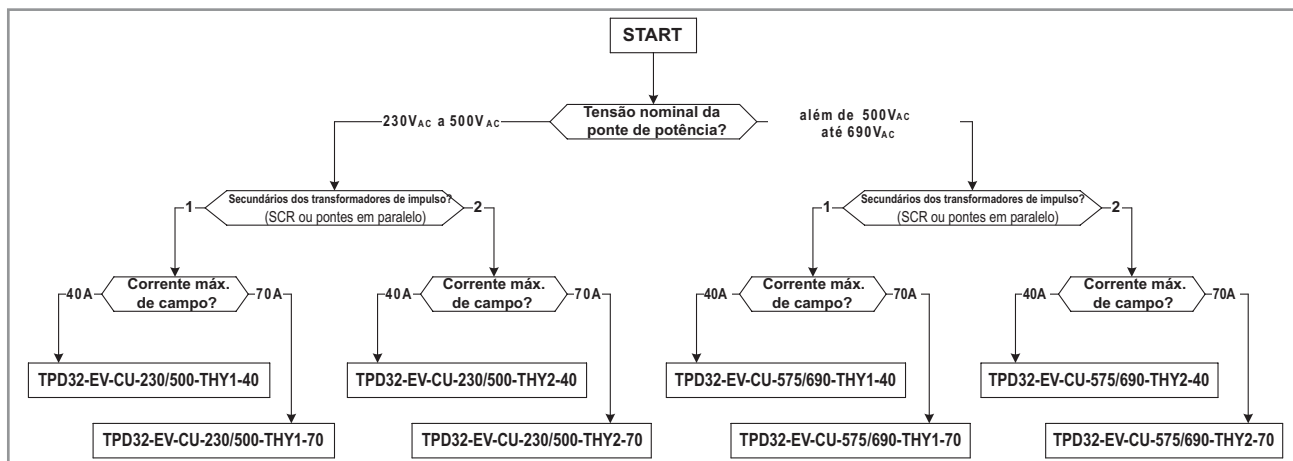 START
Tensão nominal da
ponte de potência?
230VAC a 500VAC
além de 500VAC
até 690VAC
Secundários dos transformadores de impulso?
(SCR ou pontes em paralelo)
1
2
Secundários dos transformadores de impulso?
(SCR ou pontes em paralelo)
1
2
Corrente máx.
de campo?
40A
70A
Corrente máx.
de campo?
40A
70A
Corrente máx.
de campo?
40A
70A
Corrente máx.
de campo?
40A
70A
TPD32-EV-CU-230/500-THY1-40
TPD32-EV-CU-230/500-THY2-40
TPD32-EV-CU-575/690-THY1-40
TPD32-EV-CU-575/690-THY2-40
TPD32-EV-CU-230/500-THY1-70
TPD32-EV-CU-230/500-THY2-70
TPD32-EV-CU-575/690-THY1-70
TPD32-EV-CU-575/690-THY2-70